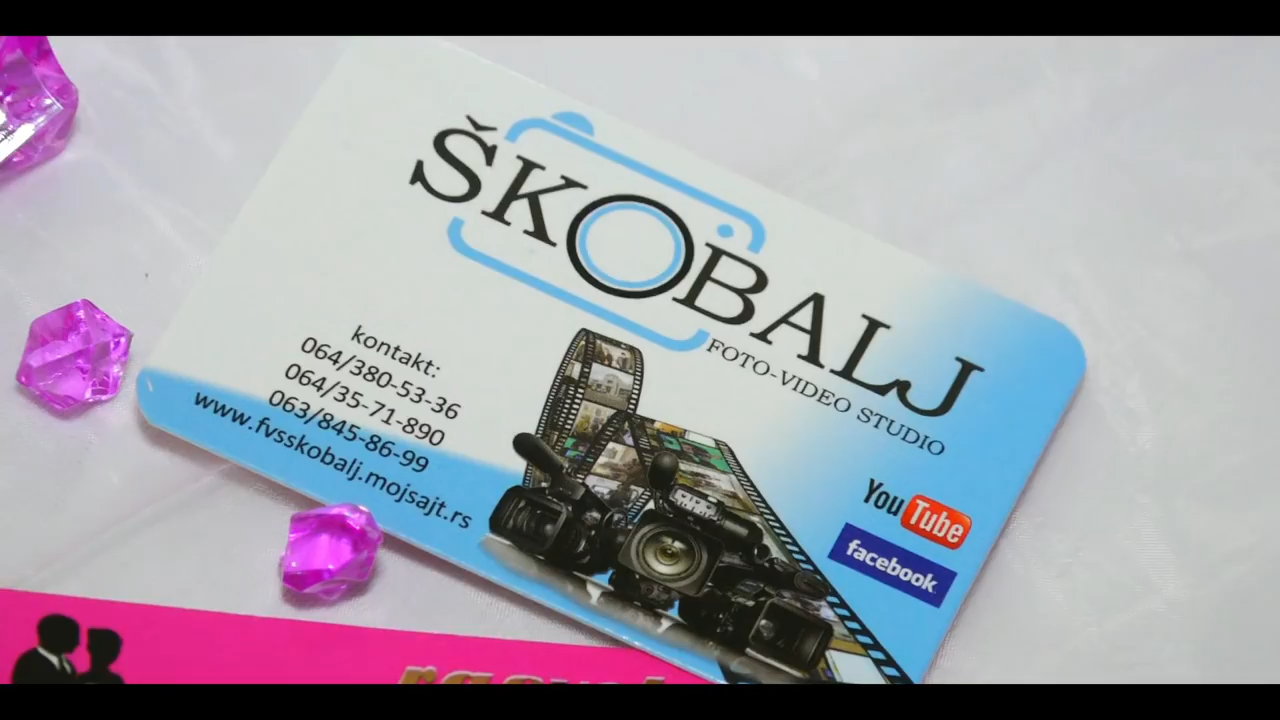 ŠKOBALJ
FOTO-VIDEO STUDIO
kontakt:
064/380-53-36
064/35-71-890
063/845-86-99
www.fvsskobalj.mojsajt.rs
YouTube
facebook